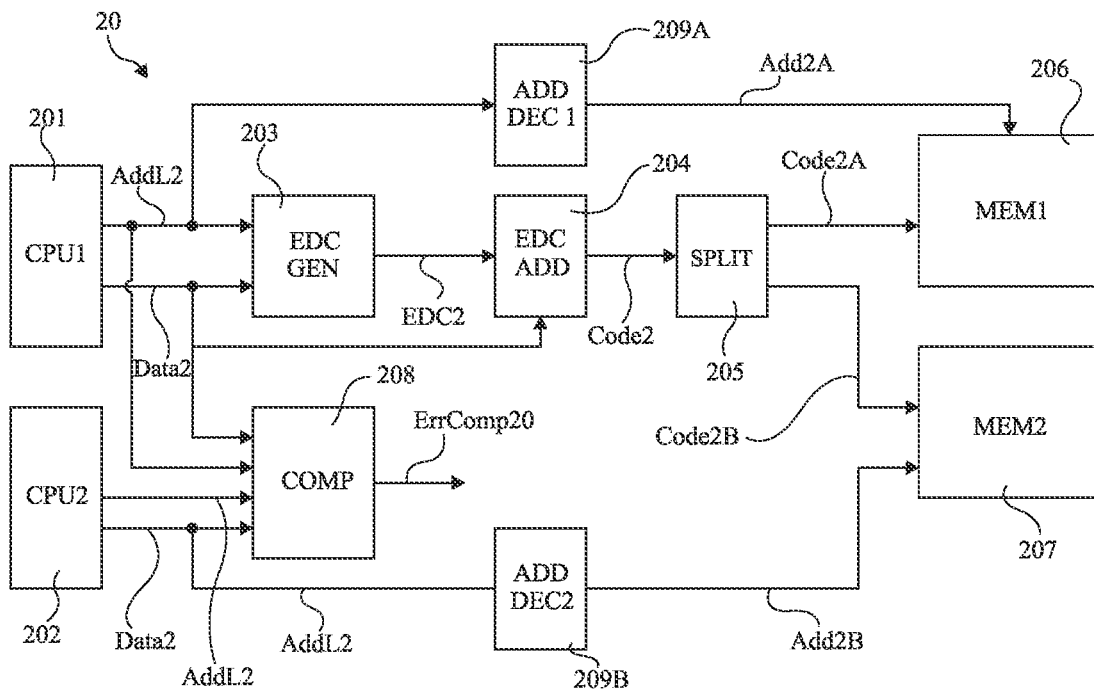 20
209A
ADD
DEC 1
Add2A
206
201
AddL2
203
204
Code2A
CPU1
EDC
GEN
EDC
ADD
SPLIT
MEM1
EDC2
Code2
205
Data2
208
ErrComp20
Code2B
MEM2
CPU2
COMP
207
202
Data2
AddL2
AddL2
ADD
DEC2
Add2B
209B